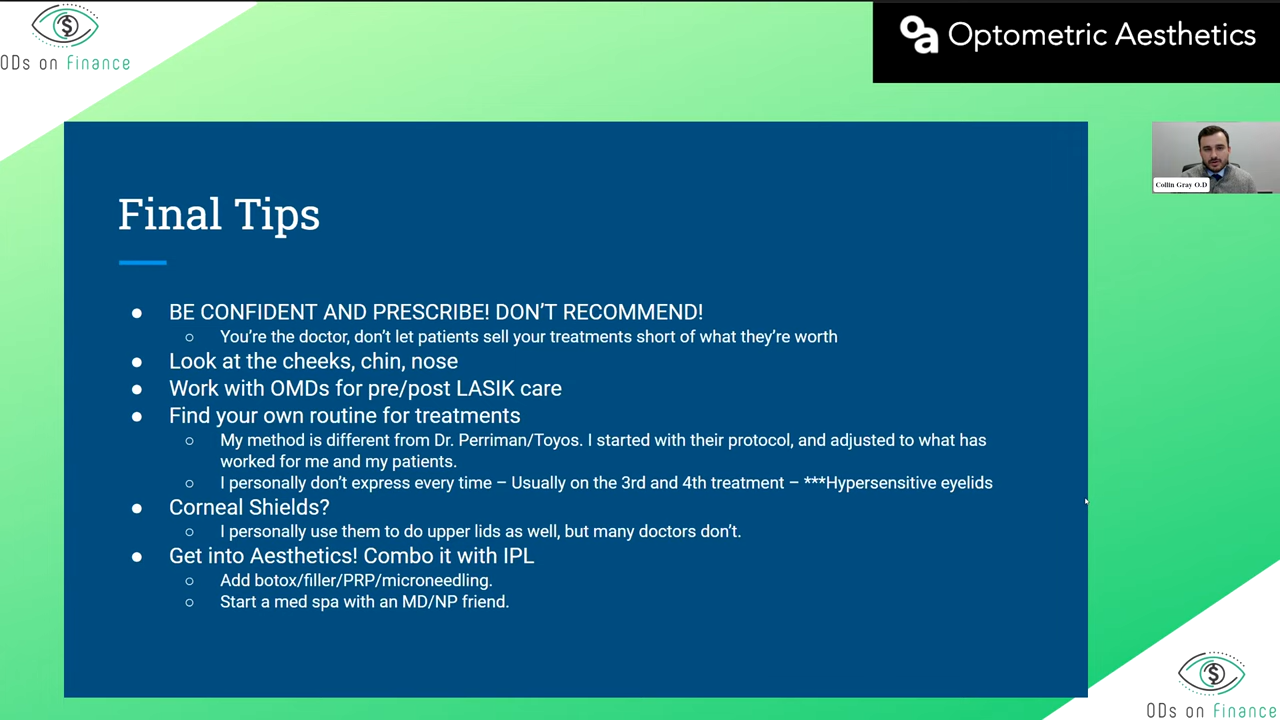 ODs on Finance
oa Optometric Aesthetics
Collin Gray O.D
Final Tips
● BE CONFIDENT AND PRESCRIBE! DON’T RECOMMEND!
○ You’re the doctor, don’t let patients sell your treatments short of what they’re worth
● Look at the cheeks, chin, nose
● Work with OMDs for pre/post LASIK care
● Find your own routine for treatments
○ My method is different from Dr. Perriman/Toyos. I started with their protocol, and adjusted to what has
worked for me and my patients.
○ I personally don’t express every time – Usually on the 3rd and 4th treatment – ***Hypersensitive eyelids
● Corneal Shields?
○ I personally use them to do upper lids as well, but many doctors don’t.
● Get into Aesthetics! Combo it with IPL
○ Add botox/filler/PRP/microneedling.
○ Start a med spa with an MD/NP friend.
ODs on Finance